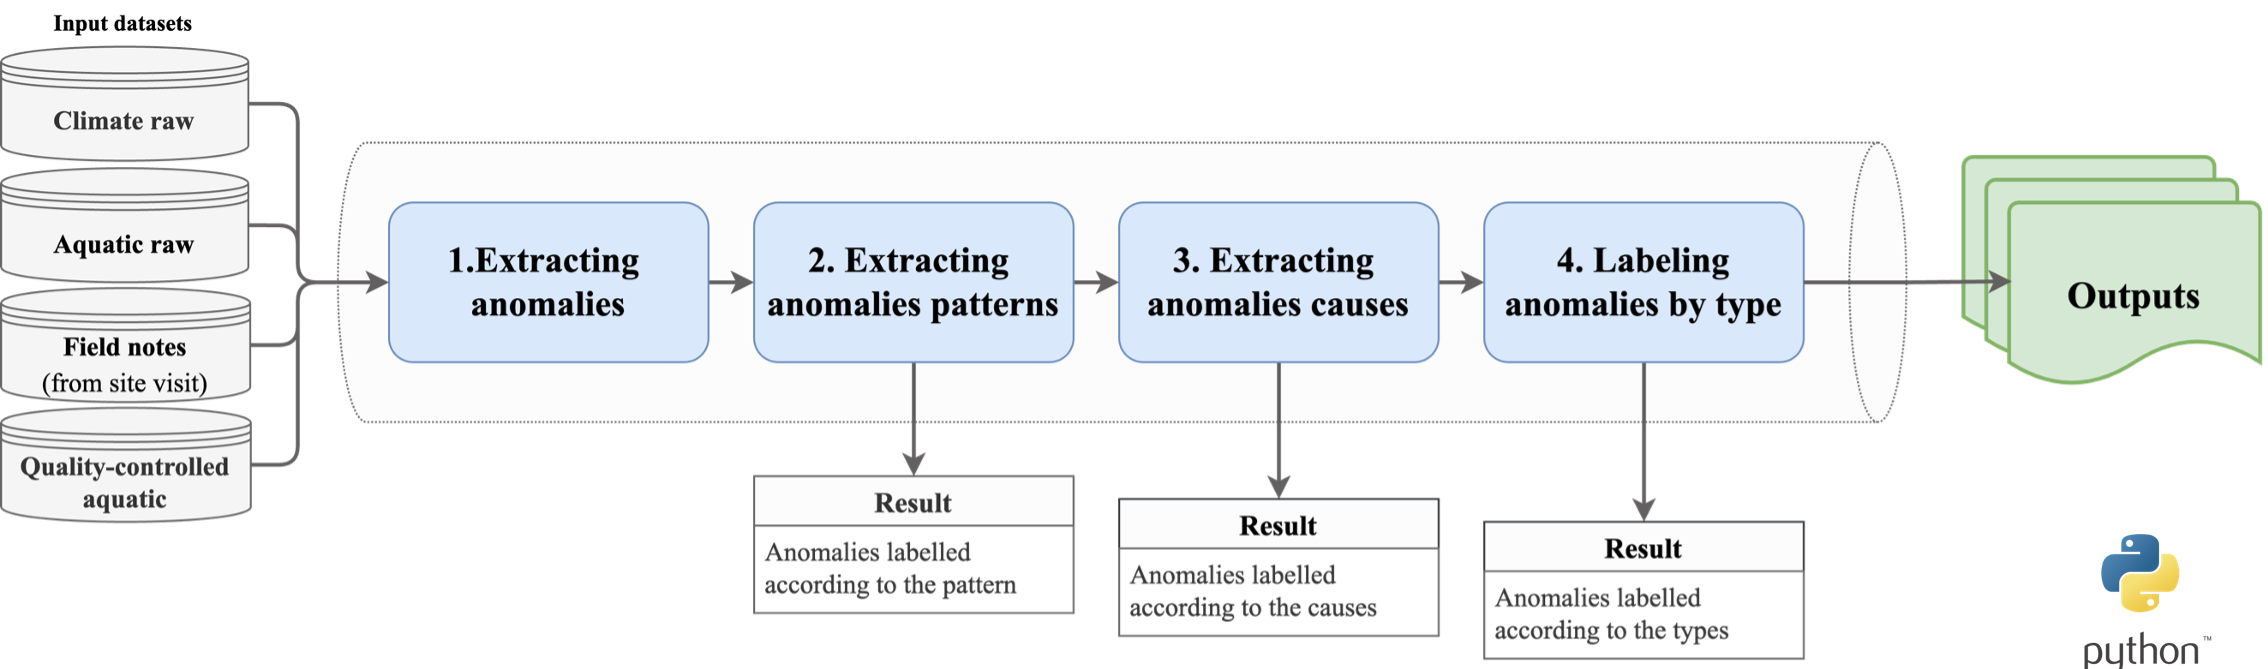 Input datasets
Climate raw
Aquatic raw
Field notes
(from site visit)
Quality-controlled
aquatic
1.Extracting
anomalies
2. Extracting
anomalies patterns
3. Extracting
anomalies causes
4. Labeling
anomalies by type
Outputs
Result
Anomalies labelled
according to the pattern
Result
Anomalies labelled
according to the causes
Result
Anomalies labelled
according to the types
python™